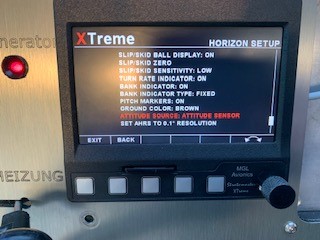 XTreme
HORIZON SETUP
enerator
SLIP/SKID BALL DISPLAY: ON
SLIP/SKID ZERO
SLIP/SKID SENSITIVITY: LOW
TURN RATE INDICATOR: ON
BANK INDICATOR: ON
BANK INDICATOR TYPE: FIXED
PITCH MARKERS: ON
GROUND COLOR: BROWN
ATTITUDE SOURCE: ATTITUDE SENSOR
SET AHRS TO 0.1° RESOLUTION
EXIT BACK
MGL
Avionics
HEIZUNG